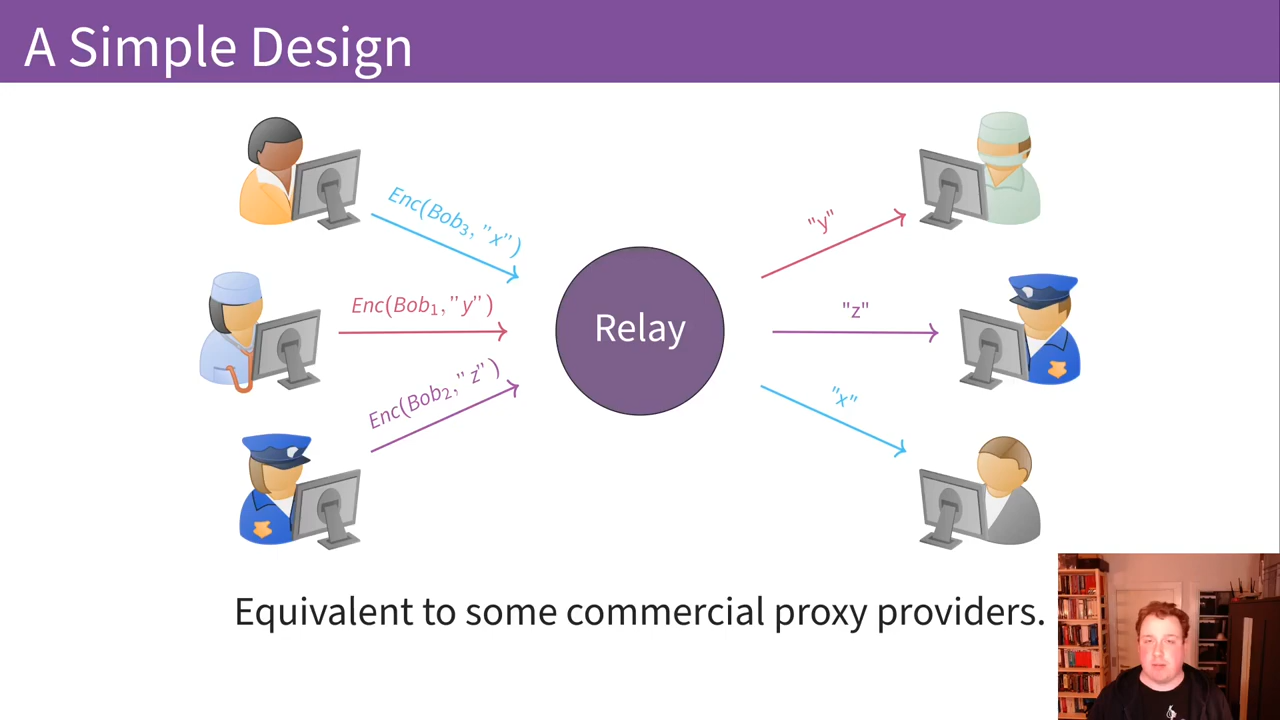 A Simple Design
Enc(Bob₃, "x")
Enc(Bob₁, "y")
Enc(Bob₂, "z")
Relay
"y"
"z"
"x"
Equivalent to some commercial proxy providers.